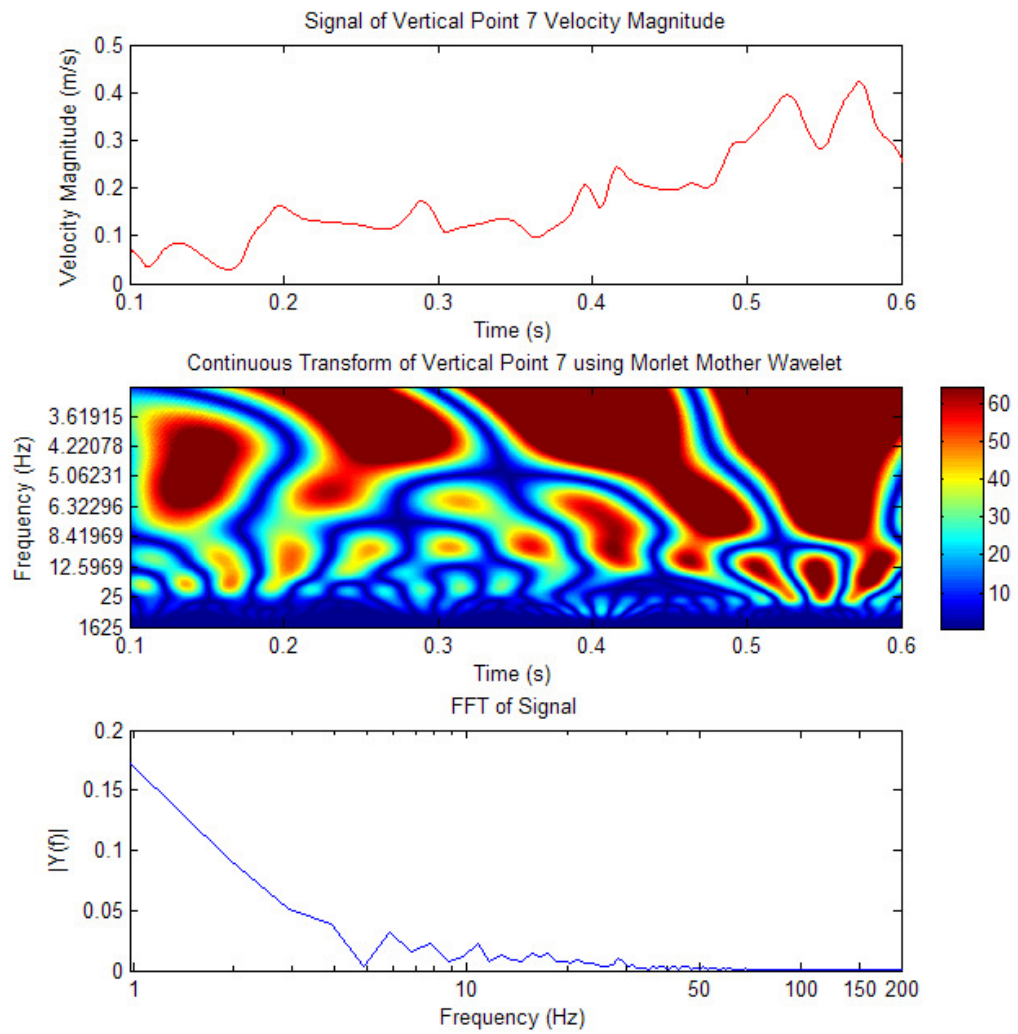 Signal of Vertical Point 7 Velocity Magnitude
Velocity Magnitude (m/s)
0.5
0.4
0.3
0.2
0.1
0
0.1 0.2 0.3 0.4 0.5 0.6
Time (s)
Continuous Transform of Vertical Point 7 using Morlet Mother Wavelet
Frequency (Hz)
3.61915
4.22078
5.06231
6.32296
8.41969
12.5969
25
1625
0.1 0.2 0.3 0.4 0.5 0.6
Time (s)
60
50
40
30
20
10
FFT of Signal
|Y(f)|
0.2
0.15
0.1
0.05
0
1 10 50 100 150 200
Frequency (Hz)